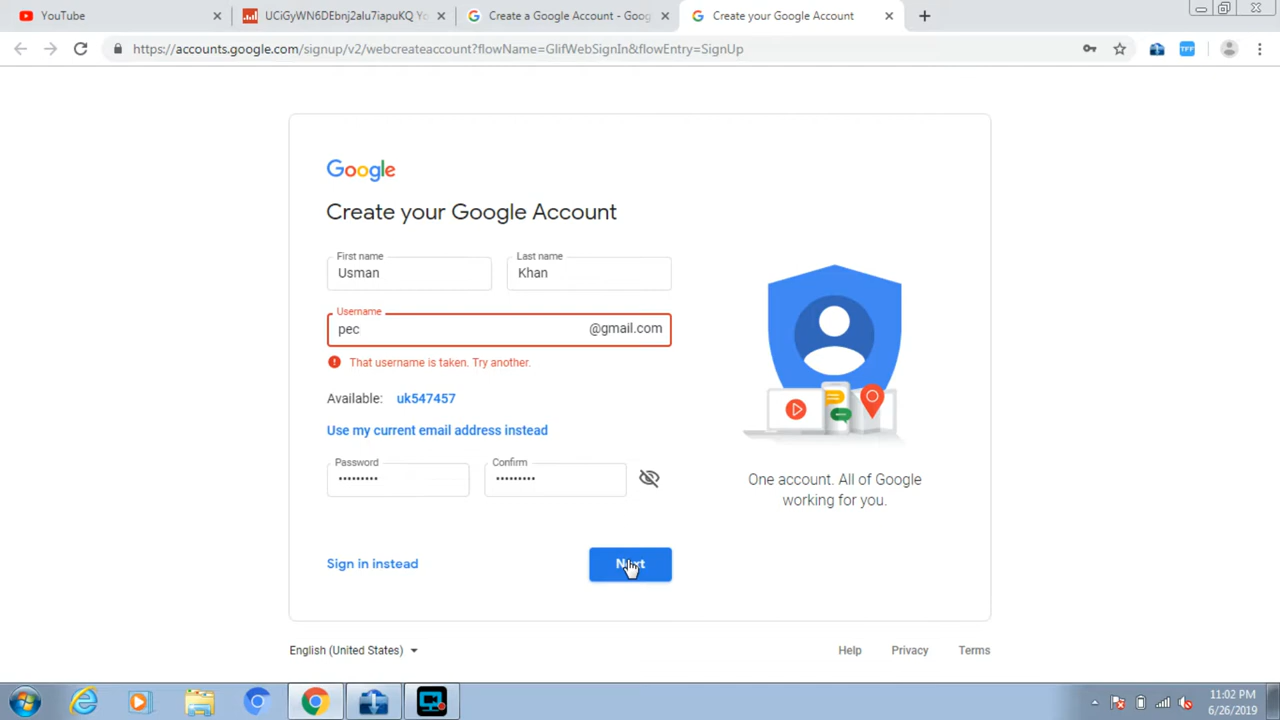 YouTube
UCiGyWN6DEbnj2alu7iapuKQ Yo
Create a Google Account - Goog
Create your Google Account
https://accounts.google.com/signup/v2/webcreateaccount?flowName=GlifWebSignIn&flowEntry=SignUp
TFF
Google
Create your Google Account
First name
Usman
Last name
Khan
Username
pec
@gmail.com
That username is taken. Try another.
Available: uk547457
Use my current email address instead
Password
Confirm
One account. All of Google
working for you.
Sign in instead
Next
English (United States)
Help
Privacy
Terms
11:02 PM
6/26/2019